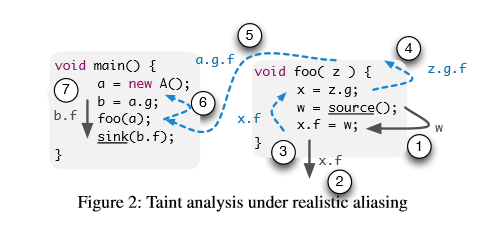 5
4
a.g.f
z.g.f
void main() {
a = new A();
b = a.g;
foo(a);
sink(b.f);
}
7
b.f
6
void foo( z ) {
x = z.g;
w = source();
x.f = w;
}
x.f
w
3
1
x.f
2
Figure 2: Taint analysis under realistic aliasing